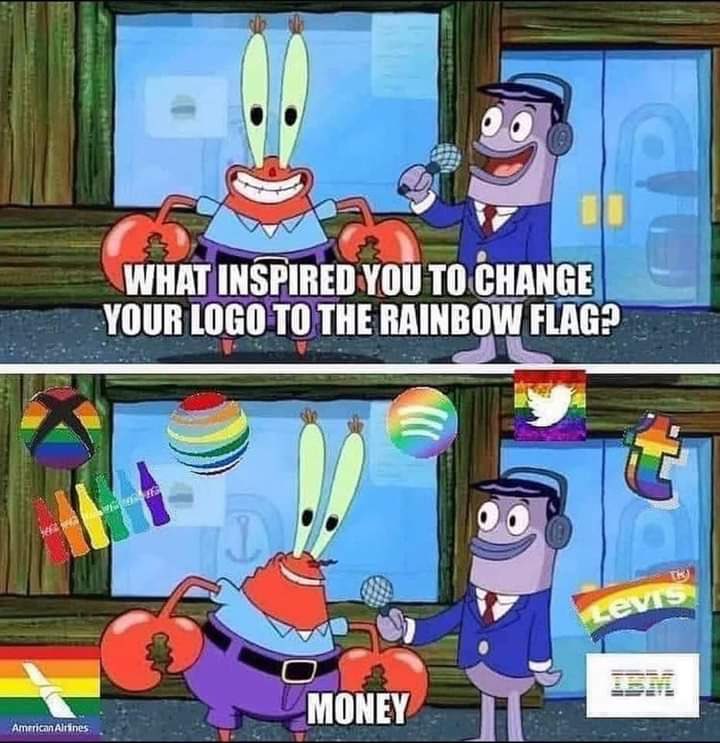 WHAT INSPIRED YOU TO CHANGE
YOUR LOGO TO THE RAINBOW FLAG?
t
Levi's
IBM
American Airlines
MONEY